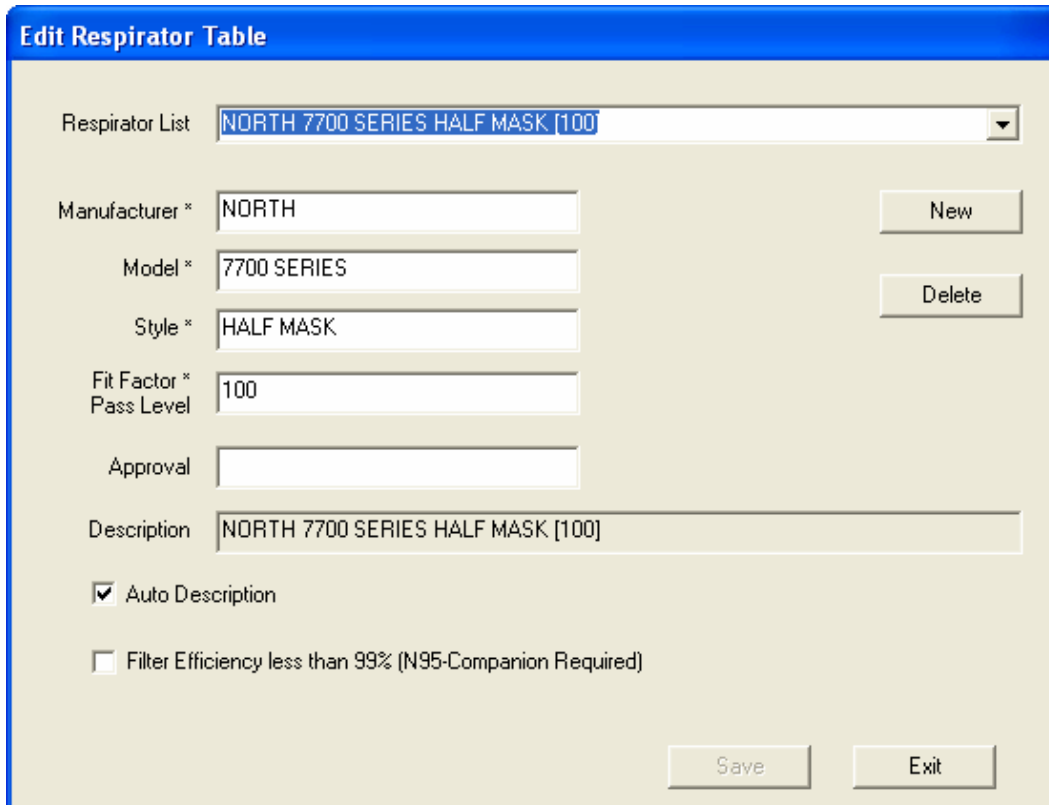 Edit Respirator Table
Respirator List NORTH 7700 SERIES HALF MASK [100]
Manufacturer * NORTH New
Model * 7700 SERIES
Delete
Style * HALF MASK
Fit Factor *
Pass Level 100
Approval
Description NORTH 7700 SERIES HALF MASK [100]
Auto Description
Filter Efficiency less than 99% (N95-Companion Required)
Save Exit